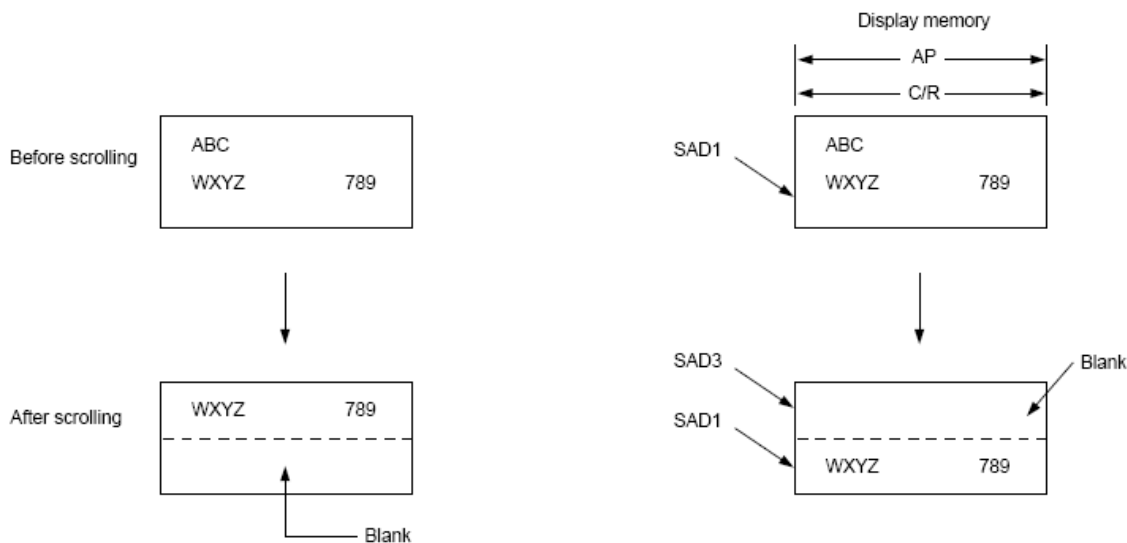 Display memory
AP
C/R
Before scrolling
ABC
WXYZ 789
SAD1
ABC
WXYZ 789
After scrolling
WXYZ 789
Blank
SAD3
SAD1
Blank
WXYZ 789